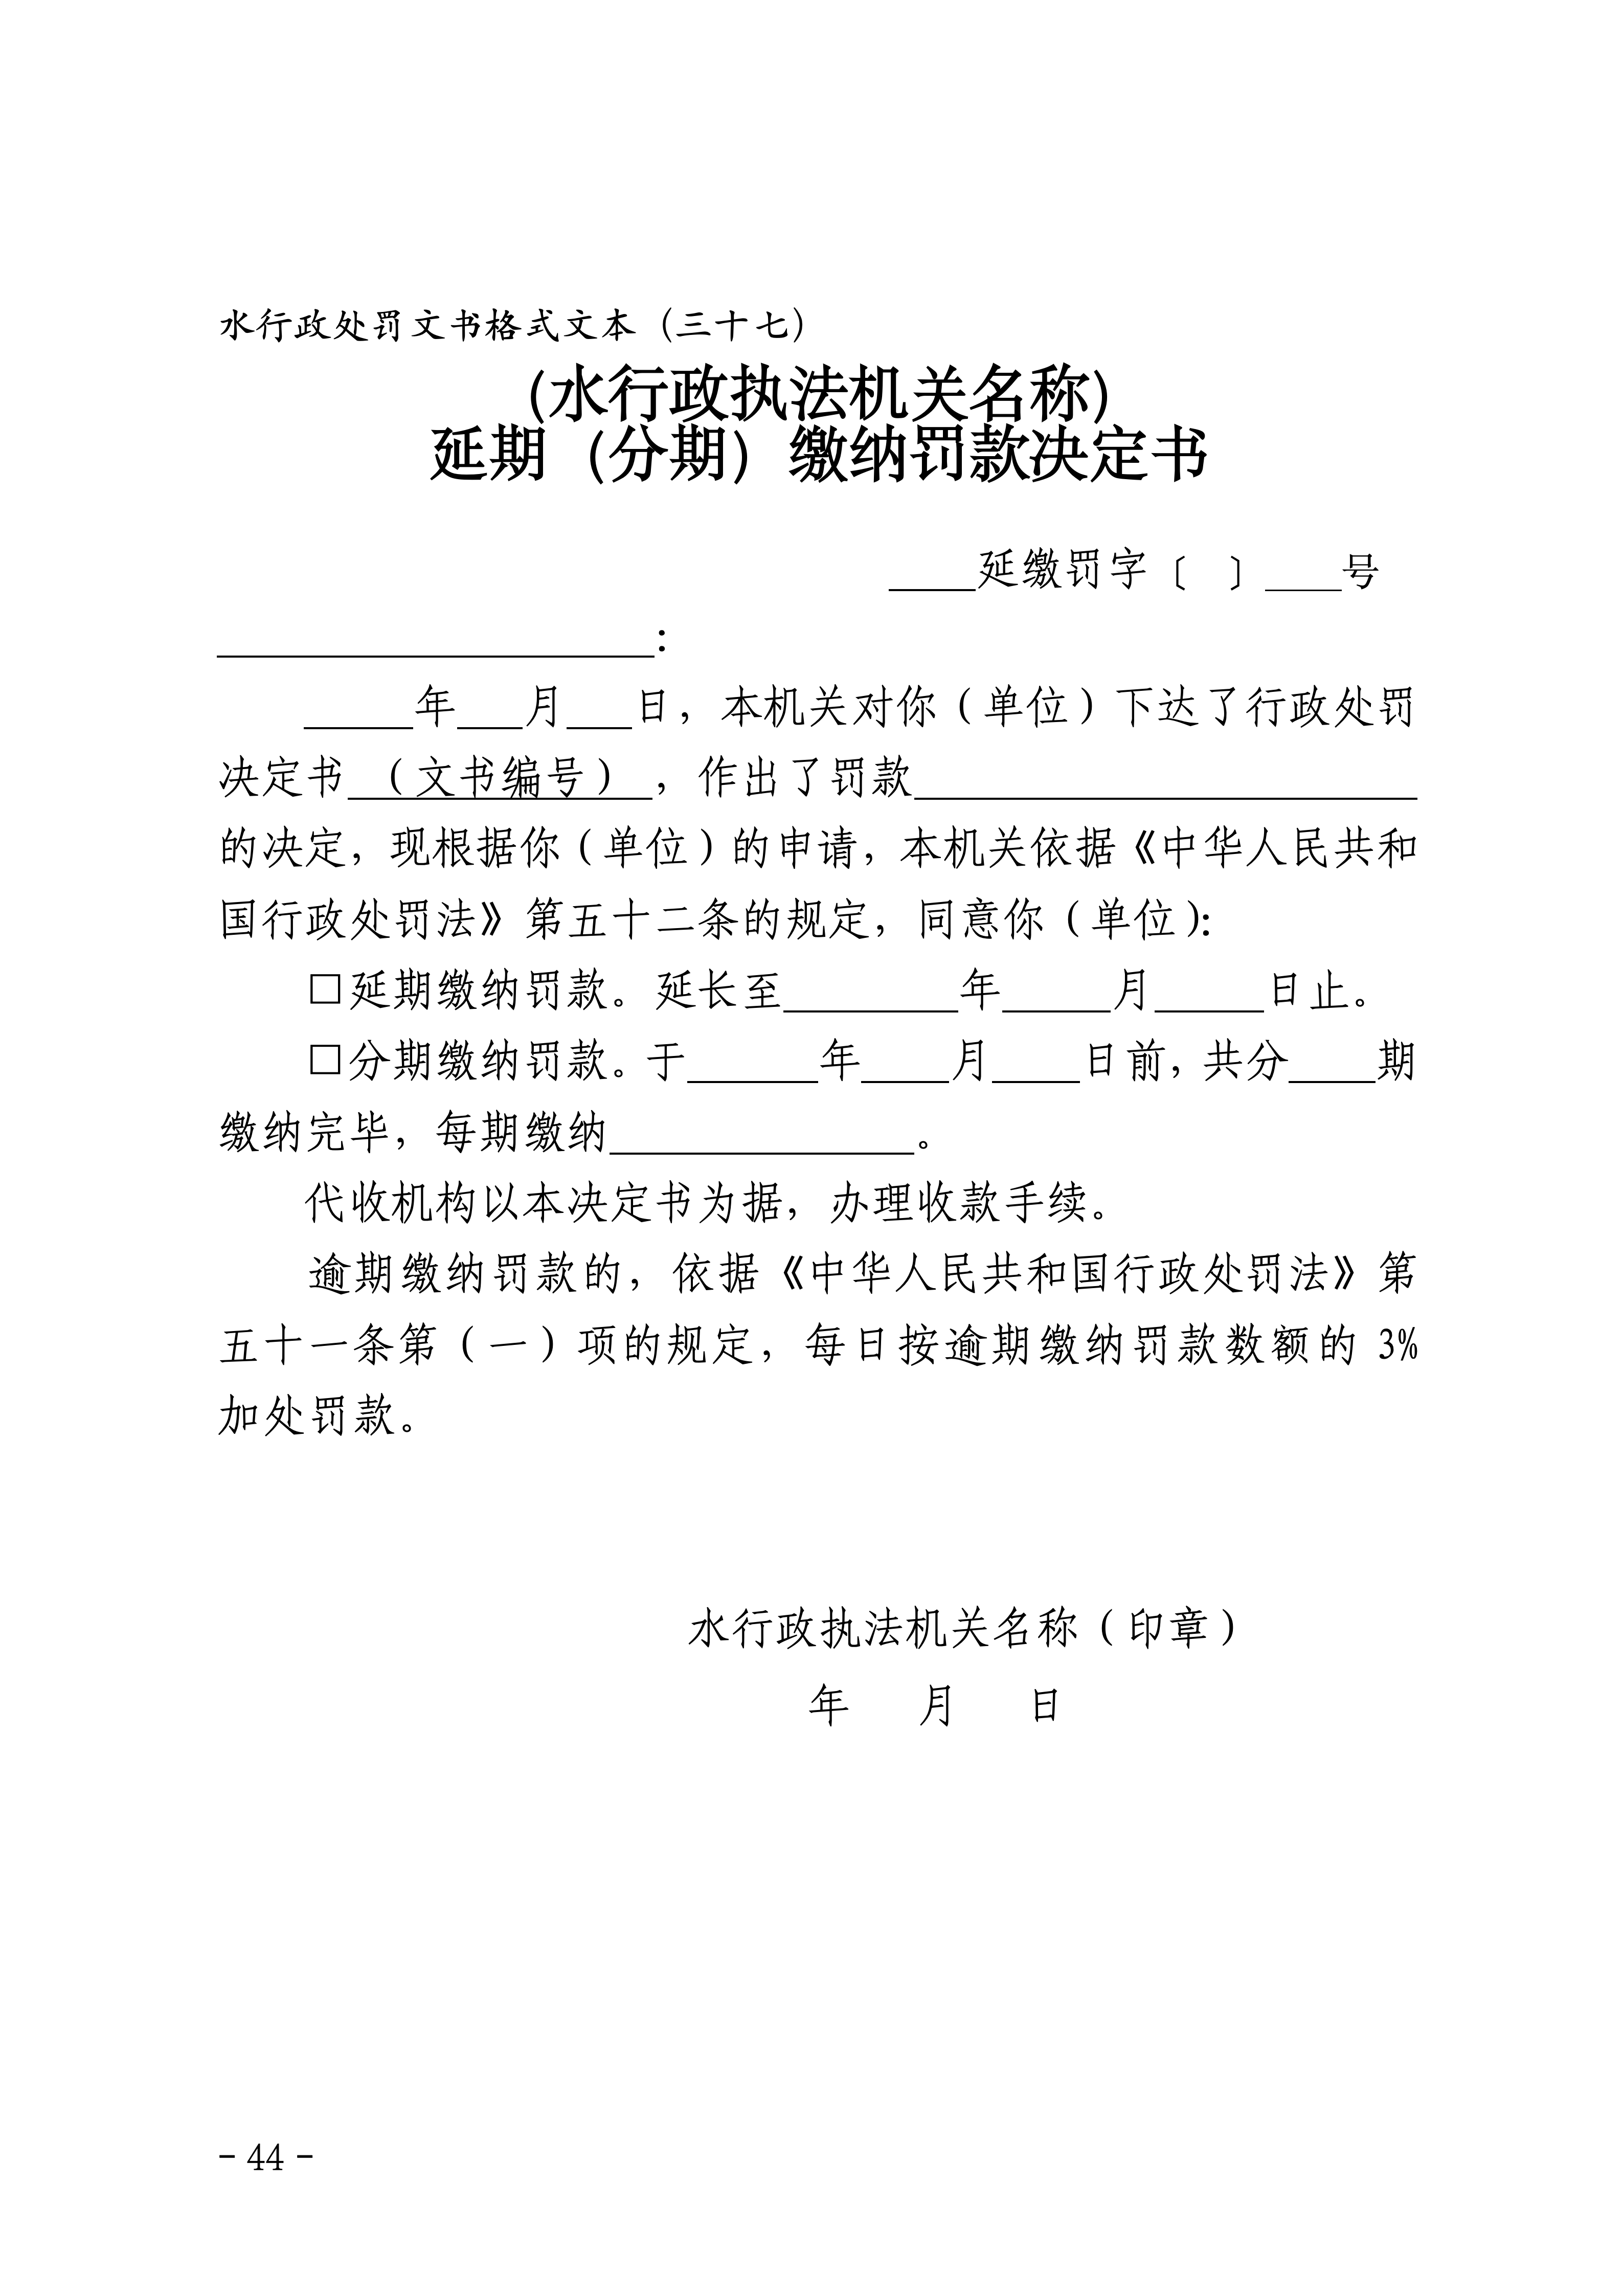 水行政处罚文书格式文本（三十七）
（水行政执法机关名称）
延期（分期）缴纳罚款决定书
____延缴罚字〔 〕____号
____________________：
_____年___月___日，本机关对你（单位）下达了行政处罚
决定书 （文书编号） ，作出了罚款_______________________
的决定，现根据你（单位）的申请，本机关依据《中华人民共和
国行政处罚法》第五十二条的规定，同意你（单位）：
□延期缴纳罚款。延长至________年_____月_____日止。
□分期缴纳罚款。于______年____月____日前，共分____期
缴纳完毕，每期缴纳______________。
代收机构以本决定书为据，办理收款手续。
逾期缴纳罚款的，依据《中华人民共和国行政处罚法》第
五十一条第（一）项的规定，每日按逾期缴纳罚款数额的 3%
加处罚款。
水行政执法机关名称（印章）
年 月 日
- 44 -